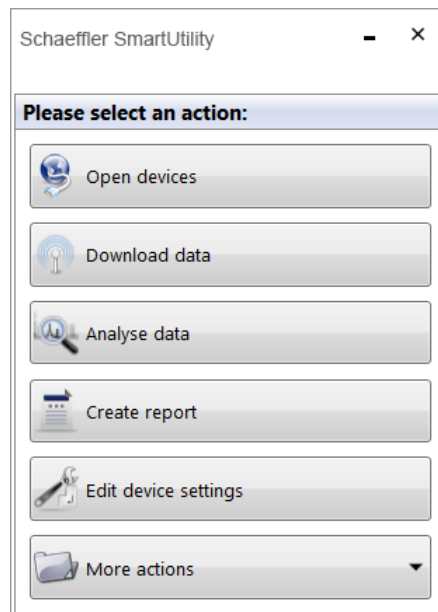 Schaeffler SmartUtility
Please select an action:
Open devices
Download data
Analyse data
Create report
Edit device settings
More actions